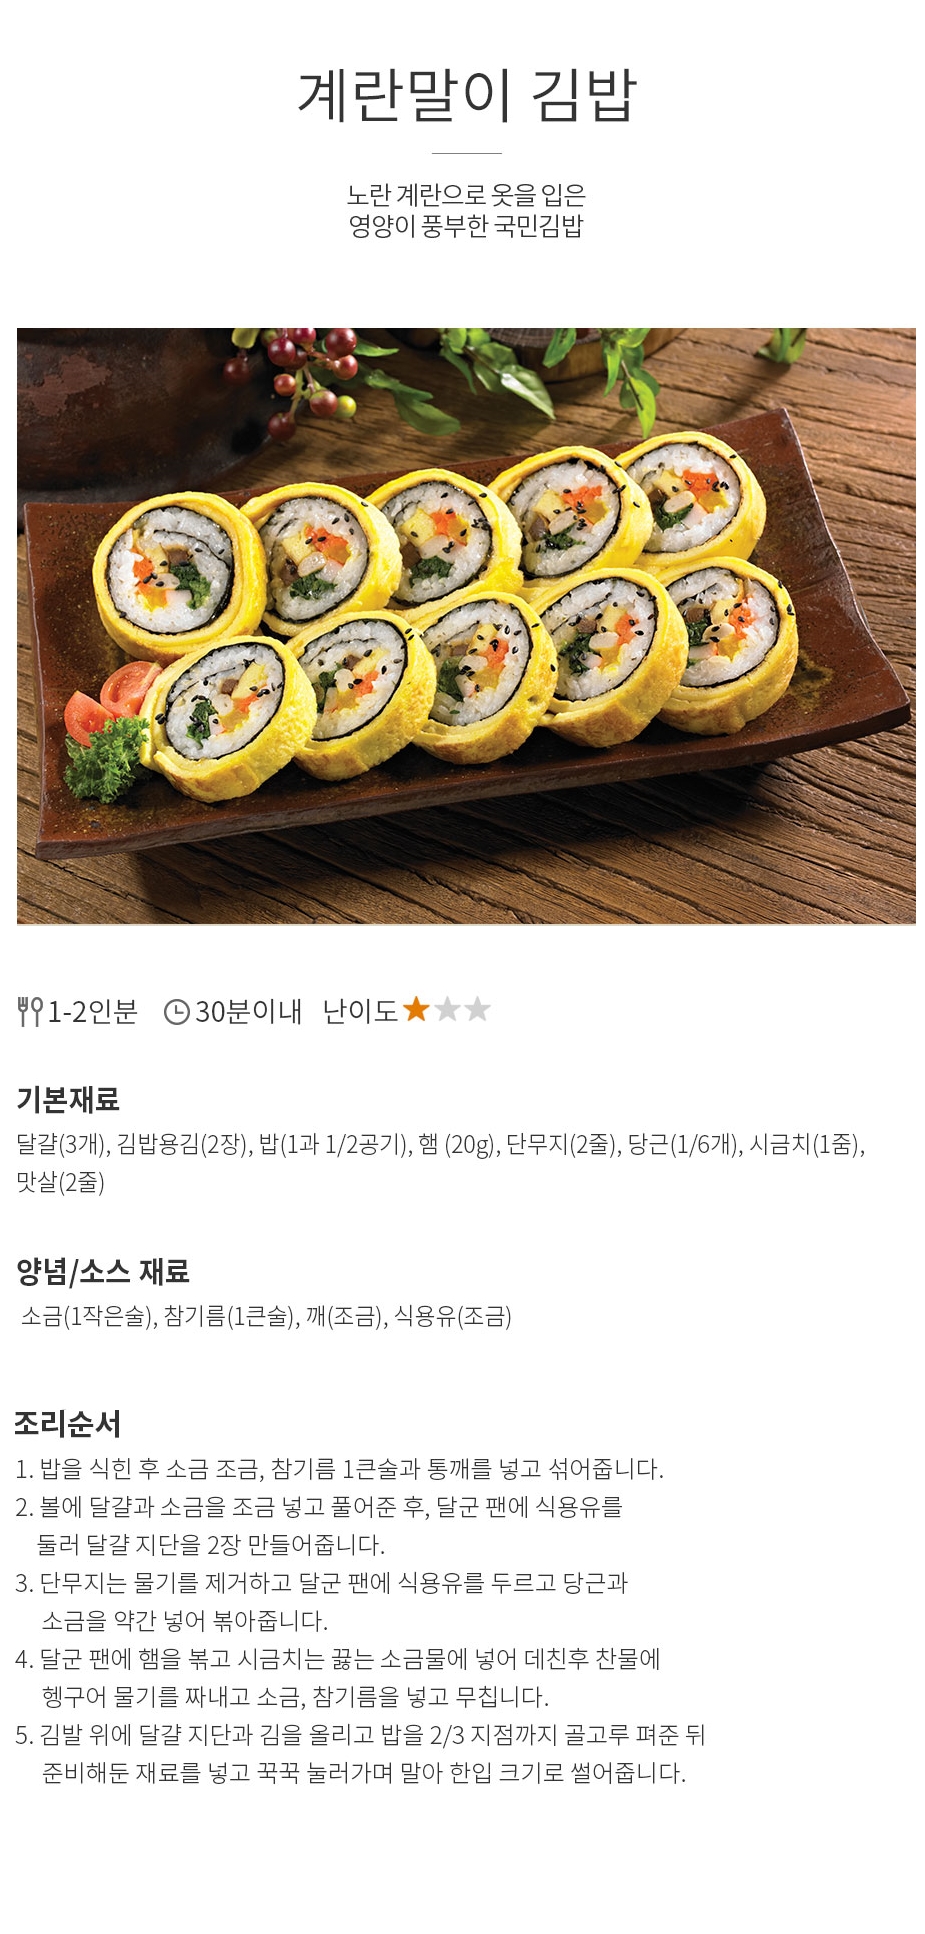 계란말이 김밥
노란 계란으로 옷을 입은
영양이 풍부한 국민김밥
1-2인분 30분이내 난이도
기본재료
달걀(3개), 김밥용김(2장), 밥(1과 1/2공기), 햄 (20g), 단무지(2줄), 당근(1/6개), 시금치(1줌),
맛살(2줄)
양념/소스 재료
소금(1작은술), 참기름(1큰술), 깨(조금), 식용유(조금)
조리순서
1. 밥을 식힌 후 소금 조금, 참기름 1큰술과 통깨를 넣고 섞어줍니다.
2. 볼에 달걀과 소금을 조금 넣고 풀어준 후, 달군 팬에 식용유를
둘러 달걀 지단을 2장 만들어줍니다.
3. 단무지는 물기를 제거하고 달군 팬에 식용유를 두르고 당근과
소금을 약간 넣어 볶아줍니다.
4. 달군 팬에 햄을 볶고 시금치는 끓는 소금물에 넣어 데친후 찬물에
헹구어 물기를 짜내고 소금, 참기름을 넣고 무칩니다.
5. 김발 위에 달걀 지단과 김을 올리고 밥을 2/3 지점까지 골고루 펴준 뒤
준비해둔 재료를 넣고 꾹꾹 눌러가며 말아 한입 크기로 썰어줍니다.